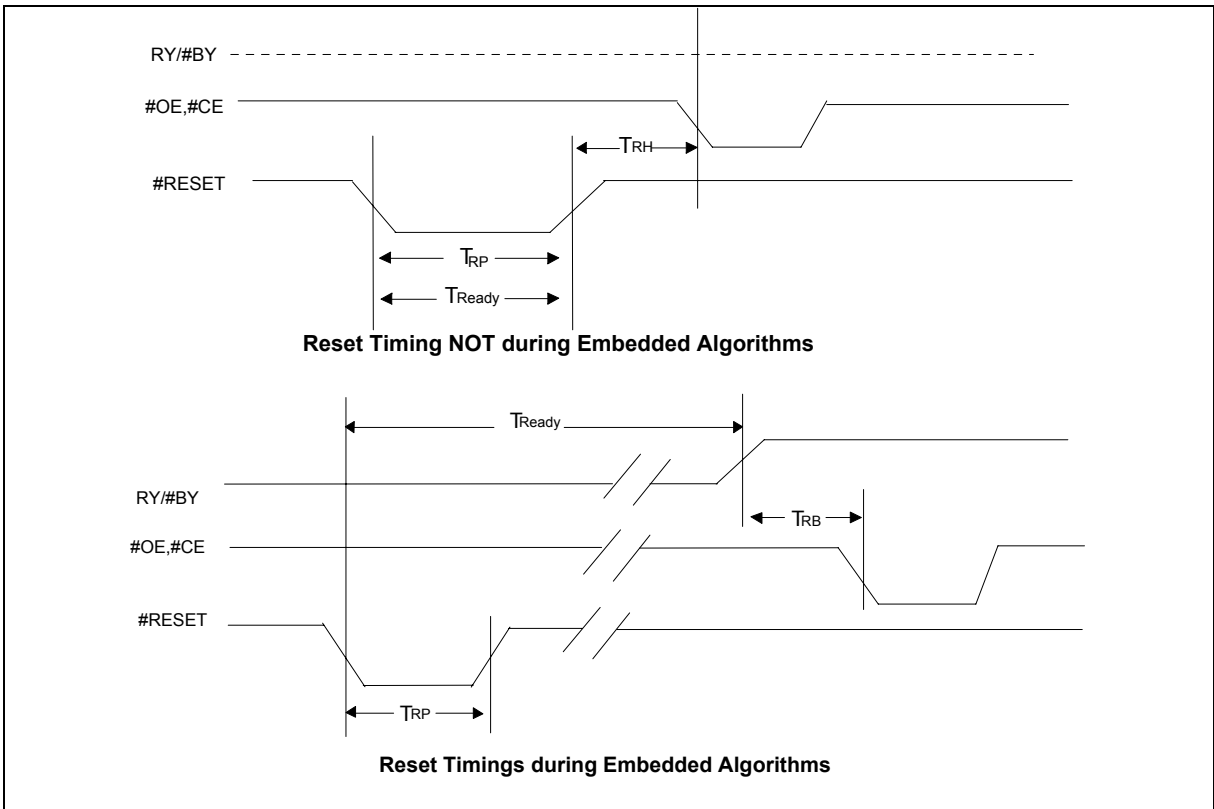 RY/#BY
#OE,#CE
TRH
#RESET
TRP
TReady
Reset Timing NOT during Embedded Algorithms
TReady
RY/#BY
TRB
#OE,#CE
#RESET
TRP
Reset Timings during Embedded Algorithms